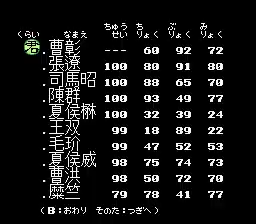 ちゅうせい ちりょく ぶりょく みりょく
くらい なまえ
君 曹彰 --- 60 92 72
.張遼 100 80 91 80
.司馬昭 100 88 65 70
.陳群 100 93 49 77
.夏侯楙 100 32 39 24
.王双 99 18 89 22
.毛玠 99 47 52 53
.夏侯威 98 75 74 73
.曹洪 98 50 72 70
.糜竺 79 78 41 77
(B:おわり そのた:つぎへ)